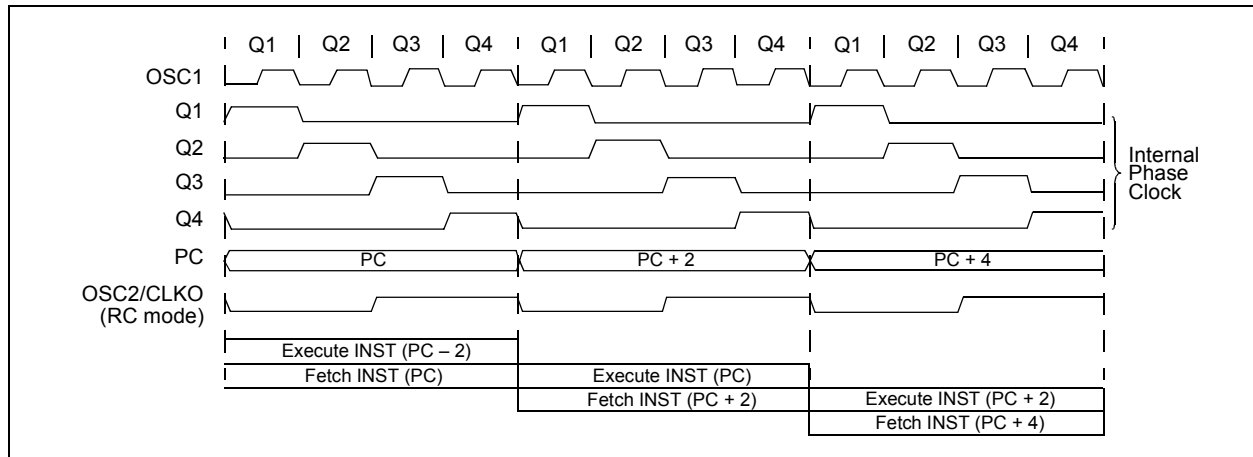 Q1 Q2 Q3 Q4 Q1 Q2 Q3 Q4 Q1 Q2 Q3 Q4
OSC1
Q1
Q2
Q3
Q4
Internal
Phase
Clock
PC PC PC + 2 PC + 4
OSC2/CLKO
(RC mode)
Execute INST (PC – 2)
Fetch INST (PC) Execute INST (PC)
Fetch INST (PC + 2) Execute INST (PC + 2)
Fetch INST (PC + 4)